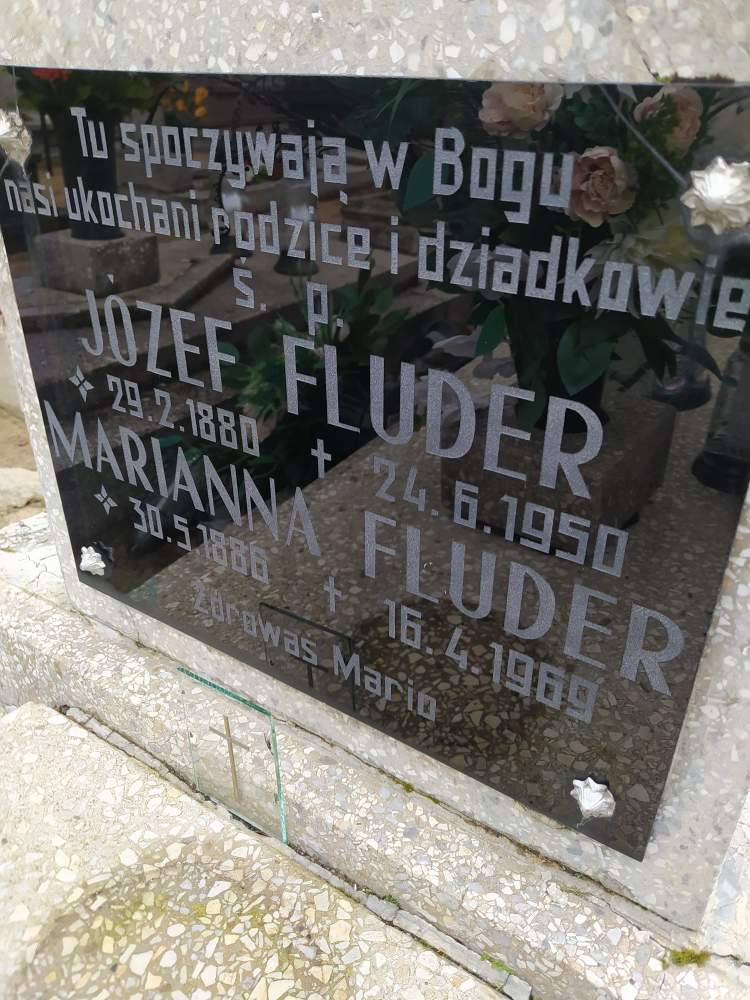 Tu spoczywają w Bogu
nasi ukochani rodzice i dziadkowie
ś. p.
JÓZEF FLUDER
29.2.1880 † 24.6.1950
MARIANNA FLUDER
30.5.1886 † 16.4.1969
Zdrowaś Mario